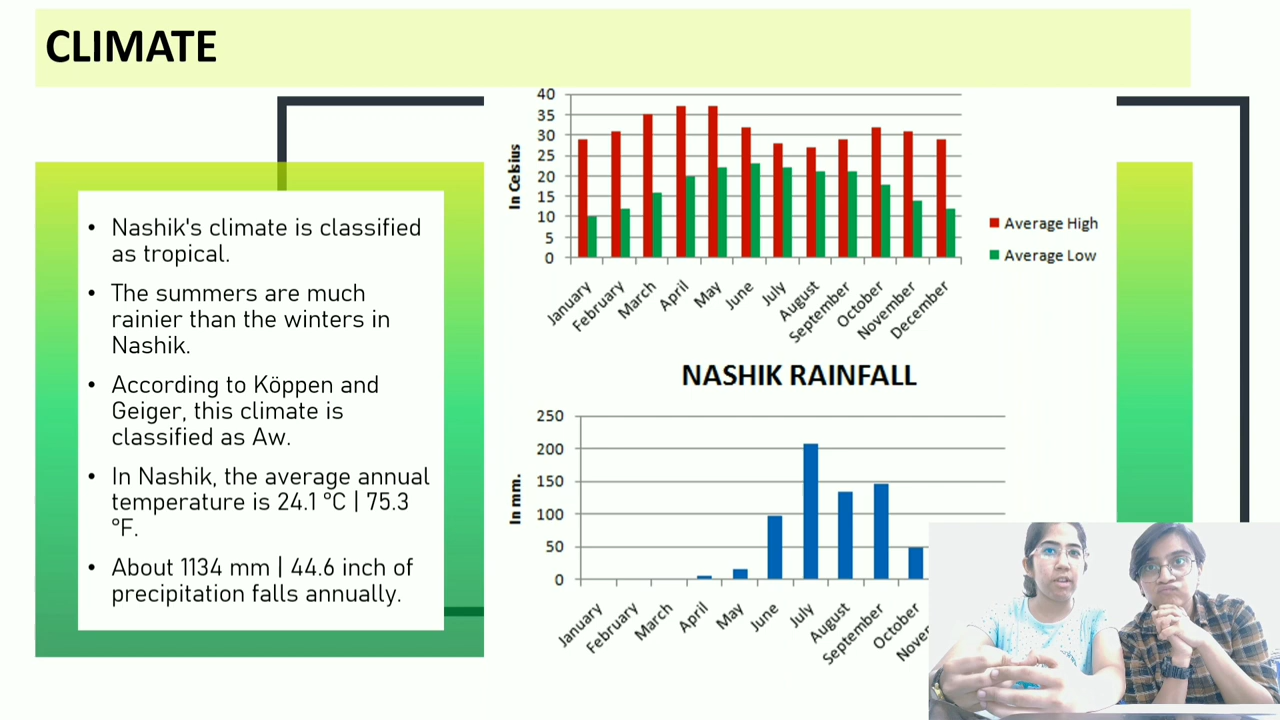 CLIMATE
• Nashik's climate is classified
as tropical.
• The summers are much
rainier than the winters in
Nashik.
• According to Köppen and
Geiger, this climate is
classified as Aw.
• In Nashik, the average annual
temperature is 24.1 °C | 75.3
°F.
• About 1134 mm | 44.6 inch of
precipitation falls annually.
In Celsius
40
35
30
25
20
15
10
5
0
January
February
March
April
May
June
July
August
September
October
November
December
Average High
Average Low
NASHIK RAINFALL
In mm.
250
200
150
100
50
0
January
February
March
April
May
June
July
August
September
October